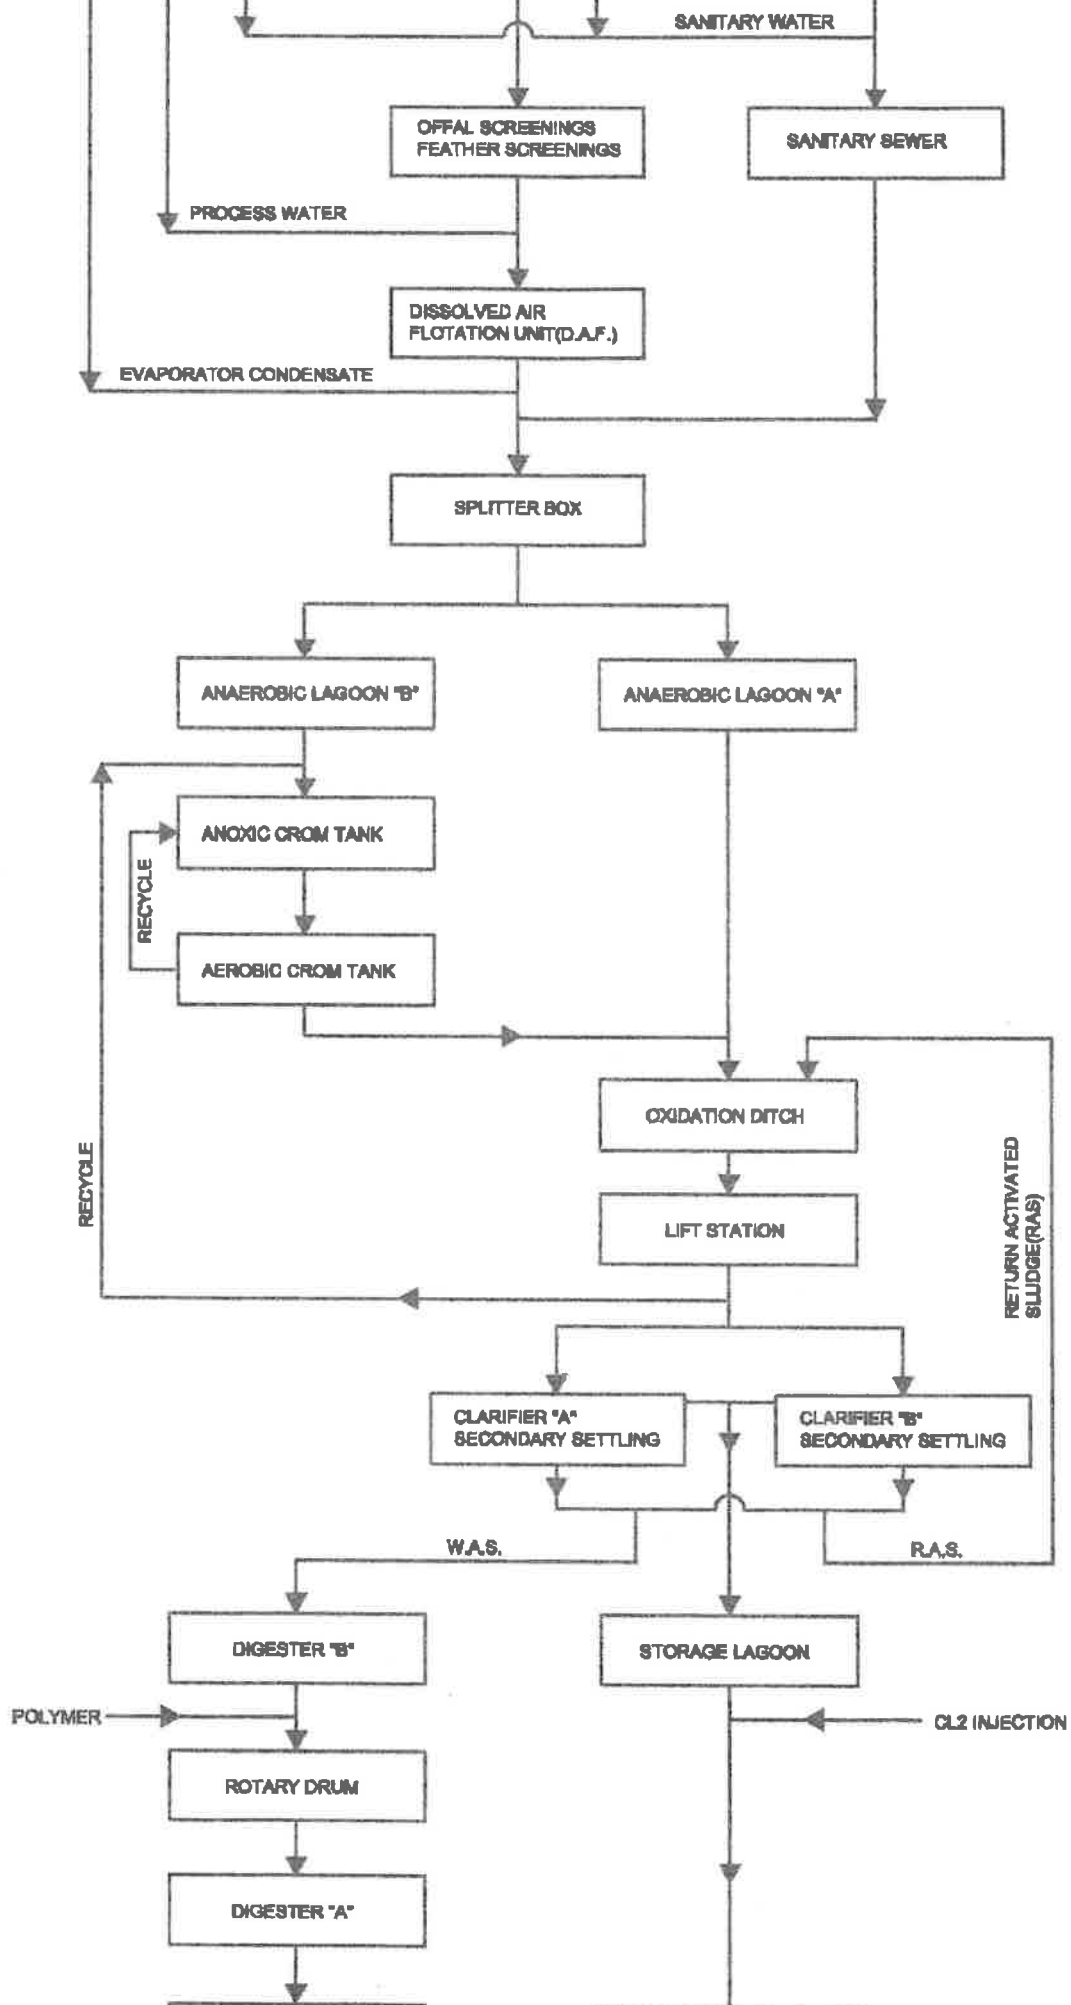 SANITARY WATER
OFFAL SCREENINGS
FEATHER SCREENINGS
SANITARY SEWER
PROCESS WATER
DISSOLVED AIR
FLOTATION UNIT(D.A.F.)
EVAPORATOR CONDENSATE
SPLITTER BOX
ANAEROBIC LAGOON "B"
ANAEROBIC LAGOON "A"
ANOXIC CROM TANK
RECYCLE
AEROBIC CROM TANK
OXIDATION DITCH
RECYCLE
LIFT STATION
RETURN ACTIVATED
SLUDGE(RAS)
CLARIFIER "A"
SECONDARY SETTLING
CLARIFIER "B"
SECONDARY SETTLING
W.A.S.
R.A.S.
DIGESTER "B"
STORAGE LAGOON
POLYMER
CL2 INJECTION
ROTARY DRUM
DIGESTER "A"